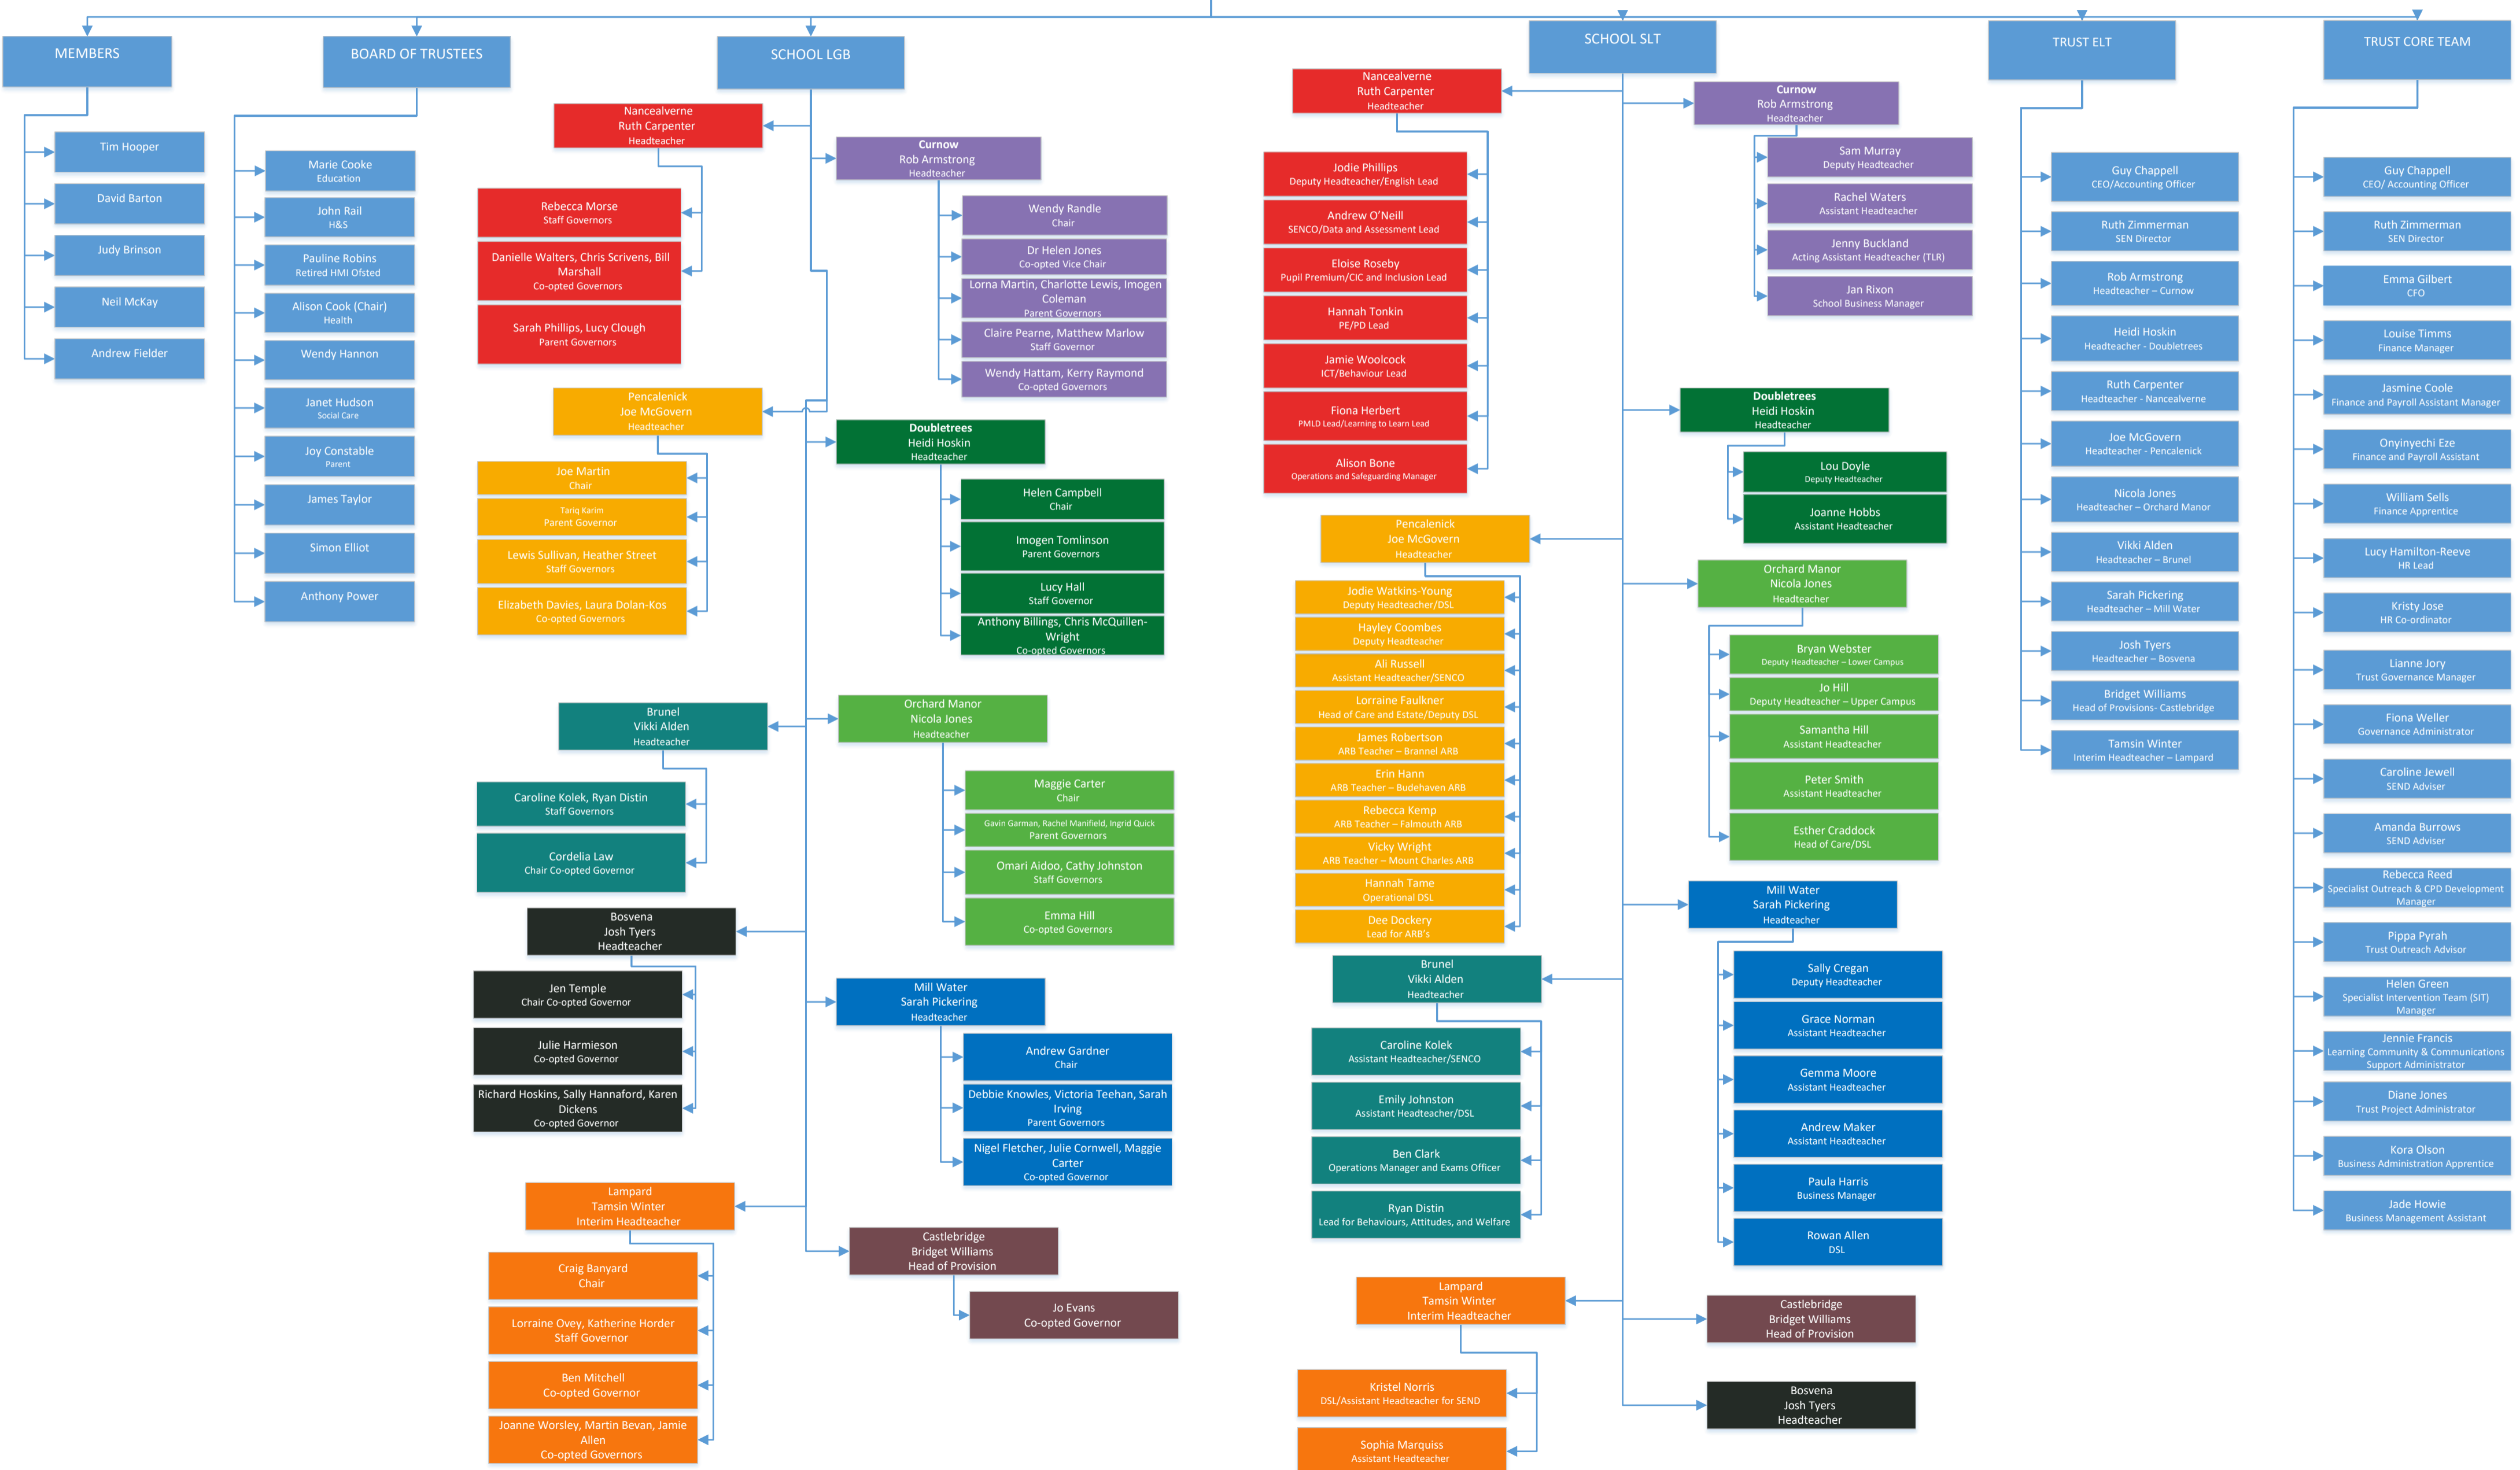 MEMBERS
Tim Hooper
David Barton
Judy Brinson
Neil McKay
Andrew Fielder
BOARD OF TRUSTEES
Marie Cooke
Education
John Rail
H&S
Pauline Robins
Retired HMI Ofsted
Alison Cook (Chair)
Health
Wendy Hannon
Janet Hudson
Social Care
Joy Constable
Parent
James Taylor
Simon Elliot
Anthony Power
SCHOOL LGB
Nancealverne
Ruth Carpenter
Headteacher
Rebecca Morse
Staff Governors
Danielle Walters, Chris Scrivens, Bill
Marshall
Co-opted Governors
Sarah Phillips, Lucy Clough
Parent Governors
Curnow
Rob Armstrong
Headteacher
Wendy Randle
Chair
Dr Helen Jones
Co-opted Vice Chair
Lorna Martin, Charlotte Lewis, Imogen
Coleman
Parent Governors
Claire Pearne, Matthew Marlow
Staff Governor
Wendy Hattam, Kerry Raymond
Co-opted Governors
Pencalenick
Joe McGovern
Headteacher
Joe Martin
Chair
Tariq Karim
Parent Governor
Lewis Sullivan, Heather Street
Staff Governors
Elizabeth Davies, Laura Dolan-Kos
Co-opted Governors
Doubletrees
Heidi Hoskin
Headteacher
Helen Campbell
Chair
Imogen Tomlinson
Parent Governors
Lucy Hall
Staff Governor
Anthony Billings, Chris McQuillen-
Wright
Co-opted Governors
Brunel
Vikki Alden
Headteacher
Caroline Kolek, Ryan Distin
Staff Governors
Cordelia Law
Chair Co-opted Governor
Orchard Manor
Nicola Jones
Headteacher
Maggie Carter
Chair
Gavin Garman, Rachel Manifield, Ingrid Quick
Parent Governors
Omari Aidoo, Cathy Johnston
Staff Governors
Emma Hill
Co-opted Governors
Bosvena
Josh Tyers
Headteacher
Jen Temple
Chair Co-opted Governor
Julie Harmieson
Co-opted Governor
Richard Hoskins, Sally Hannaford, Karen
Dickens
Co-opted Governor
Mill Water
Sarah Pickering
Headteacher
Andrew Gardner
Chair
Debbie Knowles, Victoria Teehan, Sarah
Irving
Parent Governors
Nigel Fletcher, Julie Cornwell, Maggie
Carter
Co-opted Governor
Lampard
Tamsin Winter
Interim Headteacher
Craig Banyard
Chair
Lorraine Ovey, Katherine Horder
Staff Governor
Ben Mitchell
Co-opted Governor
Joanne Worsley, Martin Bevan, Jamie
Allen
Co-opted Governors
Castlebridge
Bridget Williams
Head of Provision
Jo Evans
Co-opted Governor
SCHOOL SLT
Nancealverne
Ruth Carpenter
Headteacher
Jodie Phillips
Deputy Headteacher/English Lead
Andrew O'Neill
SENCO/Data and Assessment Lead
Eloise Roseby
Pupil Premium/CIC and Inclusion Lead
Hannah Tonkin
PE/PD Lead
Jamie Woolcock
ICT/Behaviour Lead
Fiona Herbert
PMLD Lead/Learning to Learn Lead
Alison Bone
Operations and Safeguarding Manager
Curnow
Rob Armstrong
Headteacher
Sam Murray
Deputy Headteacher
Rachel Waters
Assistant Headteacher
Jenny Buckland
Acting Assistant Headteacher (TLR)
Jan Rixon
School Business Manager
Doubletrees
Heidi Hoskin
Headteacher
Lou Doyle
Deputy Headteacher
Joanne Hobbs
Assistant Headteacher
Pencalenick
Joe McGovern
Headteacher
Jodie Watkins-Young
Deputy Headteacher/DSL
Hayley Coombes
Deputy Headteacher
Ali Russell
Assistant Headteacher/SENCO
Lorraine Faulkner
Head of Care and Estate/Deputy DSL
James Robertson
ARB Teacher – Brannel ARB
Erin Hann
ARB Teacher – Budehaven ARB
Rebecca Kemp
ARB Teacher – Falmouth ARB
Vicky Wright
ARB Teacher – Mount Charles ARB
Hannah Tame
Operational DSL
Dee Dockery
Lead for ARB's
Orchard Manor
Nicola Jones
Headteacher
Bryan Webster
Deputy Headteacher – Lower Campus
Jo Hill
Deputy Headteacher – Upper Campus
Samantha Hill
Assistant Headteacher
Peter Smith
Assistant Headteacher
Esther Craddock
Head of Care/DSL
Brunel
Vikki Alden
Headteacher
Caroline Kolek
Assistant Headteacher/SENCO
Emily Johnston
Assistant Headteacher/DSL
Ben Clark
Operations Manager and Exams Officer
Ryan Distin
Lead for Behaviours, Attitudes, and Welfare
Mill Water
Sarah Pickering
Headteacher
Sally Cregan
Deputy Headteacher
Grace Norman
Assistant Headteacher
Gemma Moore
Assistant Headteacher
Andrew Maker
Assistant Headteacher
Paula Harris
Business Manager
Rowan Allen
DSL
Lampard
Tamsin Winter
Interim Headteacher
Kristel Norris
DSL/Assistant Headteacher for SEND
Sophia Marquiss
Assistant Headteacher
Castlebridge
Bridget Williams
Head of Provision
Bosvena
Josh Tyers
Headteacher
TRUST ELT
Guy Chappell
CEO/Accounting Officer
Ruth Zimmerman
SEN Director
Rob Armstrong
Headteacher – Curnow
Heidi Hoskin
Headteacher - Doubletrees
Ruth Carpenter
Headteacher - Nancealverne
Joe McGovern
Headteacher - Pencalenick
Nicola Jones
Headteacher – Orchard Manor
Vikki Alden
Headteacher – Brunel
Sarah Pickering
Headteacher – Mill Water
Josh Tyers
Headteacher – Bosvena
Bridget Williams
Head of Provisions- Castlebridge
Tamsin Winter
Interim Headteacher – Lampard
TRUST CORE TEAM
Guy Chappell
CEO/ Accounting Officer
Ruth Zimmerman
SEN Director
Emma Gilbert
CFO
Louise Timms
Finance Manager
Jasmine Coole
Finance and Payroll Assistant Manager
Onyinyechi Eze
Finance and Payroll Assistant
William Sells
Finance Apprentice
Lucy Hamilton-Reeve
HR Lead
Kristy Jose
HR Co-ordinator
Lianne Jory
Trust Governance Manager
Fiona Weller
Governance Administrator
Caroline Jewell
SEND Adviser
Amanda Burrows
SEND Adviser
Rebecca Reed
Specialist Outreach & CPD Development
Manager
Pippa Pyrah
Trust Outreach Advisor
Helen Green
Specialist Intervention Team (SIT)
Manager
Jennie Francis
Learning Community & Communications
Support Administrator
Diane Jones
Trust Project Administrator
Kora Olson
Business Administration Apprentice
Jade Howie
Business Management Assistant